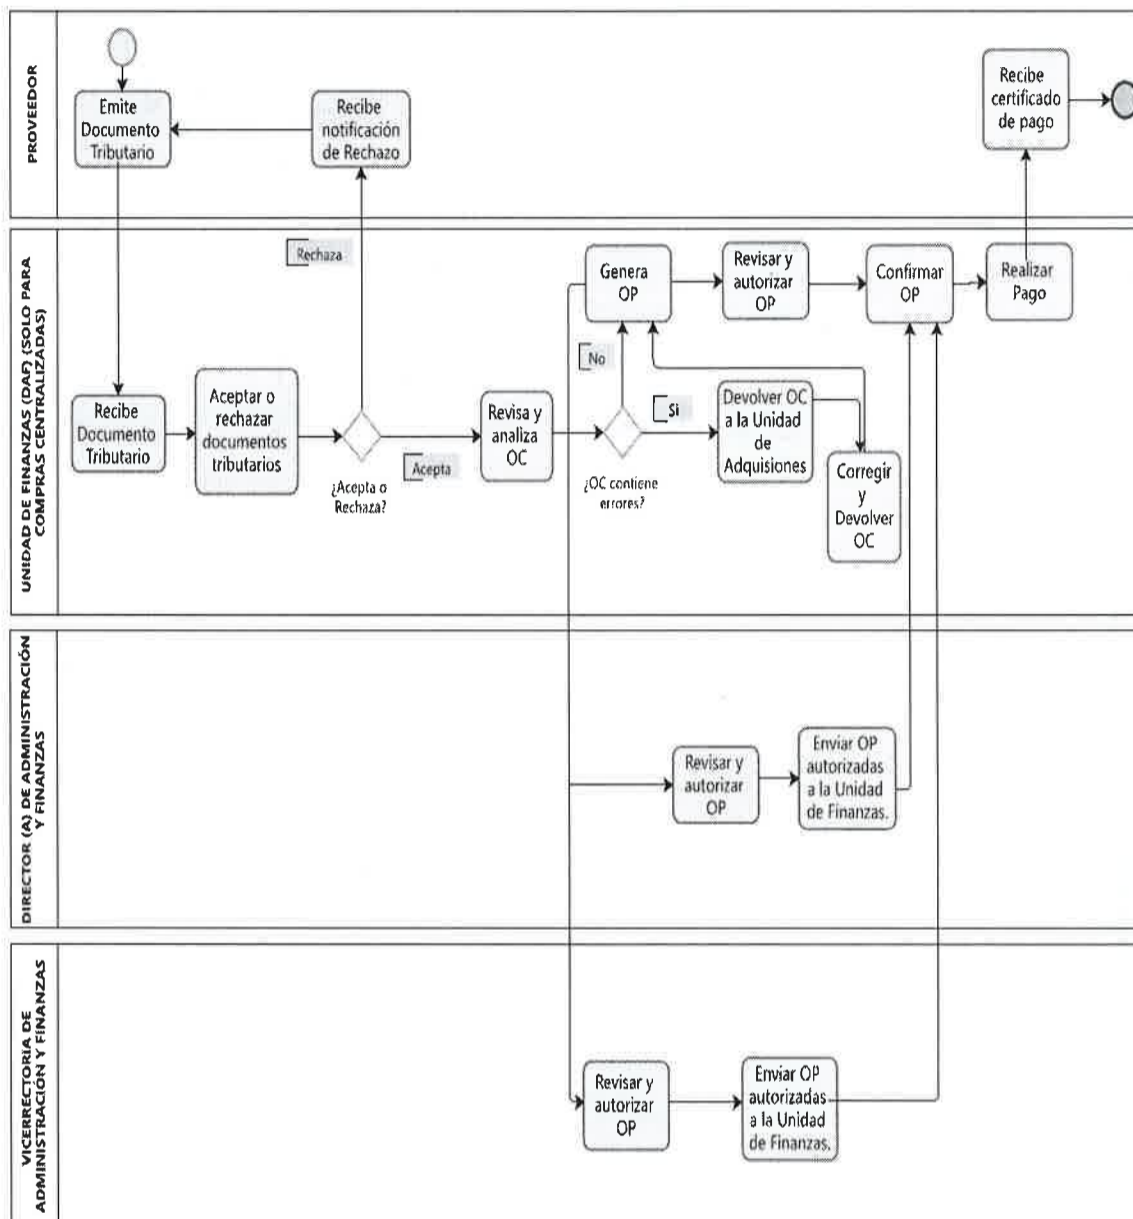 PROVEEDOR
Emite
Documento
Tributario
Recibe
notificación
de Rechazo
Recibe
certificado
de pago
UNIDAD DE FINANZAS (DAF) (SOLO PARA
COMPRAS CENTRALIZADAS)
Rechaza
Genera
OP
Revisar y
autorizar
OP
Confirmar
OP
Realizar
Pago
No
Si
Recibe
Documento
Tributario
Aceptar o
rechazar
documentos
tributarios
¿Acepta o
Rechaza?
Acepta
Revisa y
analiza
OC
¿OC contiene
errores?
Devolver OC
a la Unidad
de
Adquisiones
Corregir
y
Devolver
OC
DIRECTOR (A) DE ADMINISTRACIÓN
Y FINANZAS
Revisar y
autorizar
OP
Enviar OP
autorizadas
a la Unidad
de Finanzas.
VICERRECTORÍA DE
ADMINISTRACIÓN Y FINANZAS
Revisar y
autorizar
OP
Enviar OP
autorizadas
a la Unidad
de Finanzas.